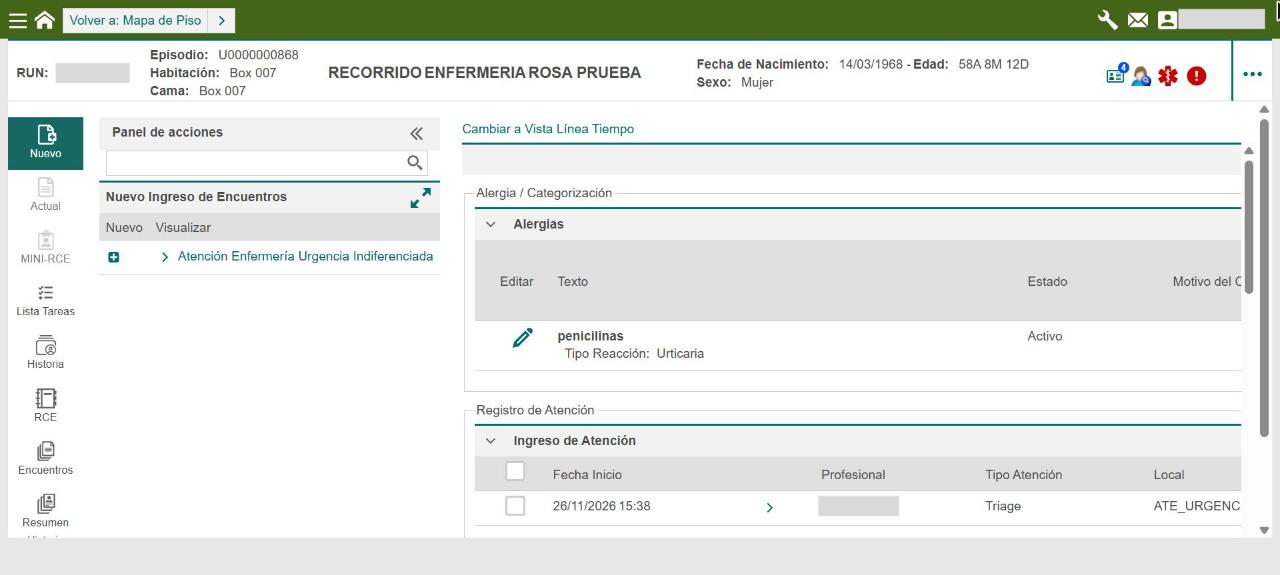 Volver a: Mapa de Piso
RUN:
Episodio: U0000000868
Habitación: Box 007
Cama: Box 007
RECORRIDO ENFERMERIA ROSA PRUEBA
Fecha de Nacimiento: 14/03/1968 - Edad: 58A 8M 12D
Sexo: Mujer
4
Nuevo
Actual
MINI-RCE
Lista Tareas
Historia
RCE
Encuentros
Resumen
Panel de acciones
Nuevo Ingreso de Encuentros
Nuevo Visualizar
Atención Enfermería Urgencia Indiferenciada
Cambiar a Vista Línea Tiempo
Alergia / Categorización
Alergias
Editar Texto Estado Motivo del C
penicilinas Activo
Tipo Reacción: Urticaria
Registro de Atención
Ingreso de Atención
Fecha Inicio Profesional Tipo Atención Local
26/11/2026 15:38 Triage ATE_URGENC